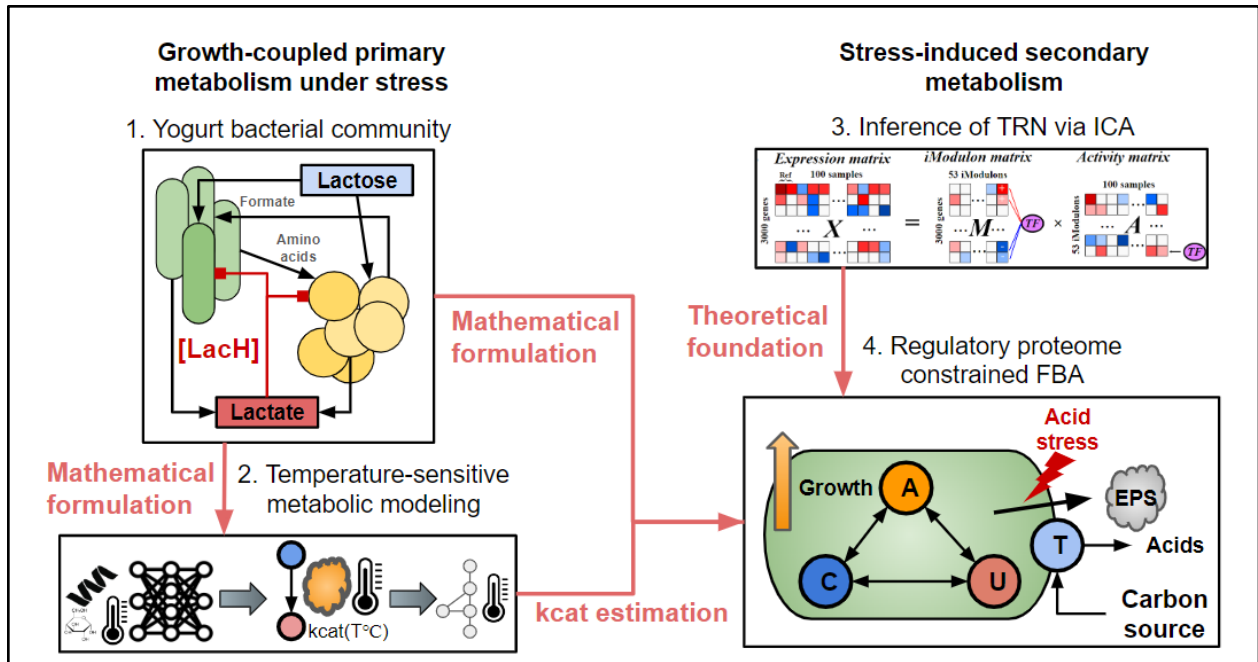 Growth-coupled primary
metabolism under stress
1. Yogurt bacterial community
Lactose
Formate
Amino
acids
[LacH]
Lactate
Mathematical
formulation
Mathematical
formulation
2. Temperature-sensitive
metabolic modeling
kcat(T°C)
kcat estimation
Stress-induced secondary
metabolism
3. Inference of TRN via ICA
Expression matrix
iModulon matrix
Activity matrix
Ref
100 samples
53 iModulons
100 samples
3000 genes
... X ...
=
3000 genes
... M ...
+
+
-
-
TF
×
53 iModulons
... A ...
TF
Theoretical
foundation
4. Regulatory proteome
constrained FBA
Acid
stress
Growth
A
EPS
C
U
T
Acids
Carbon
source